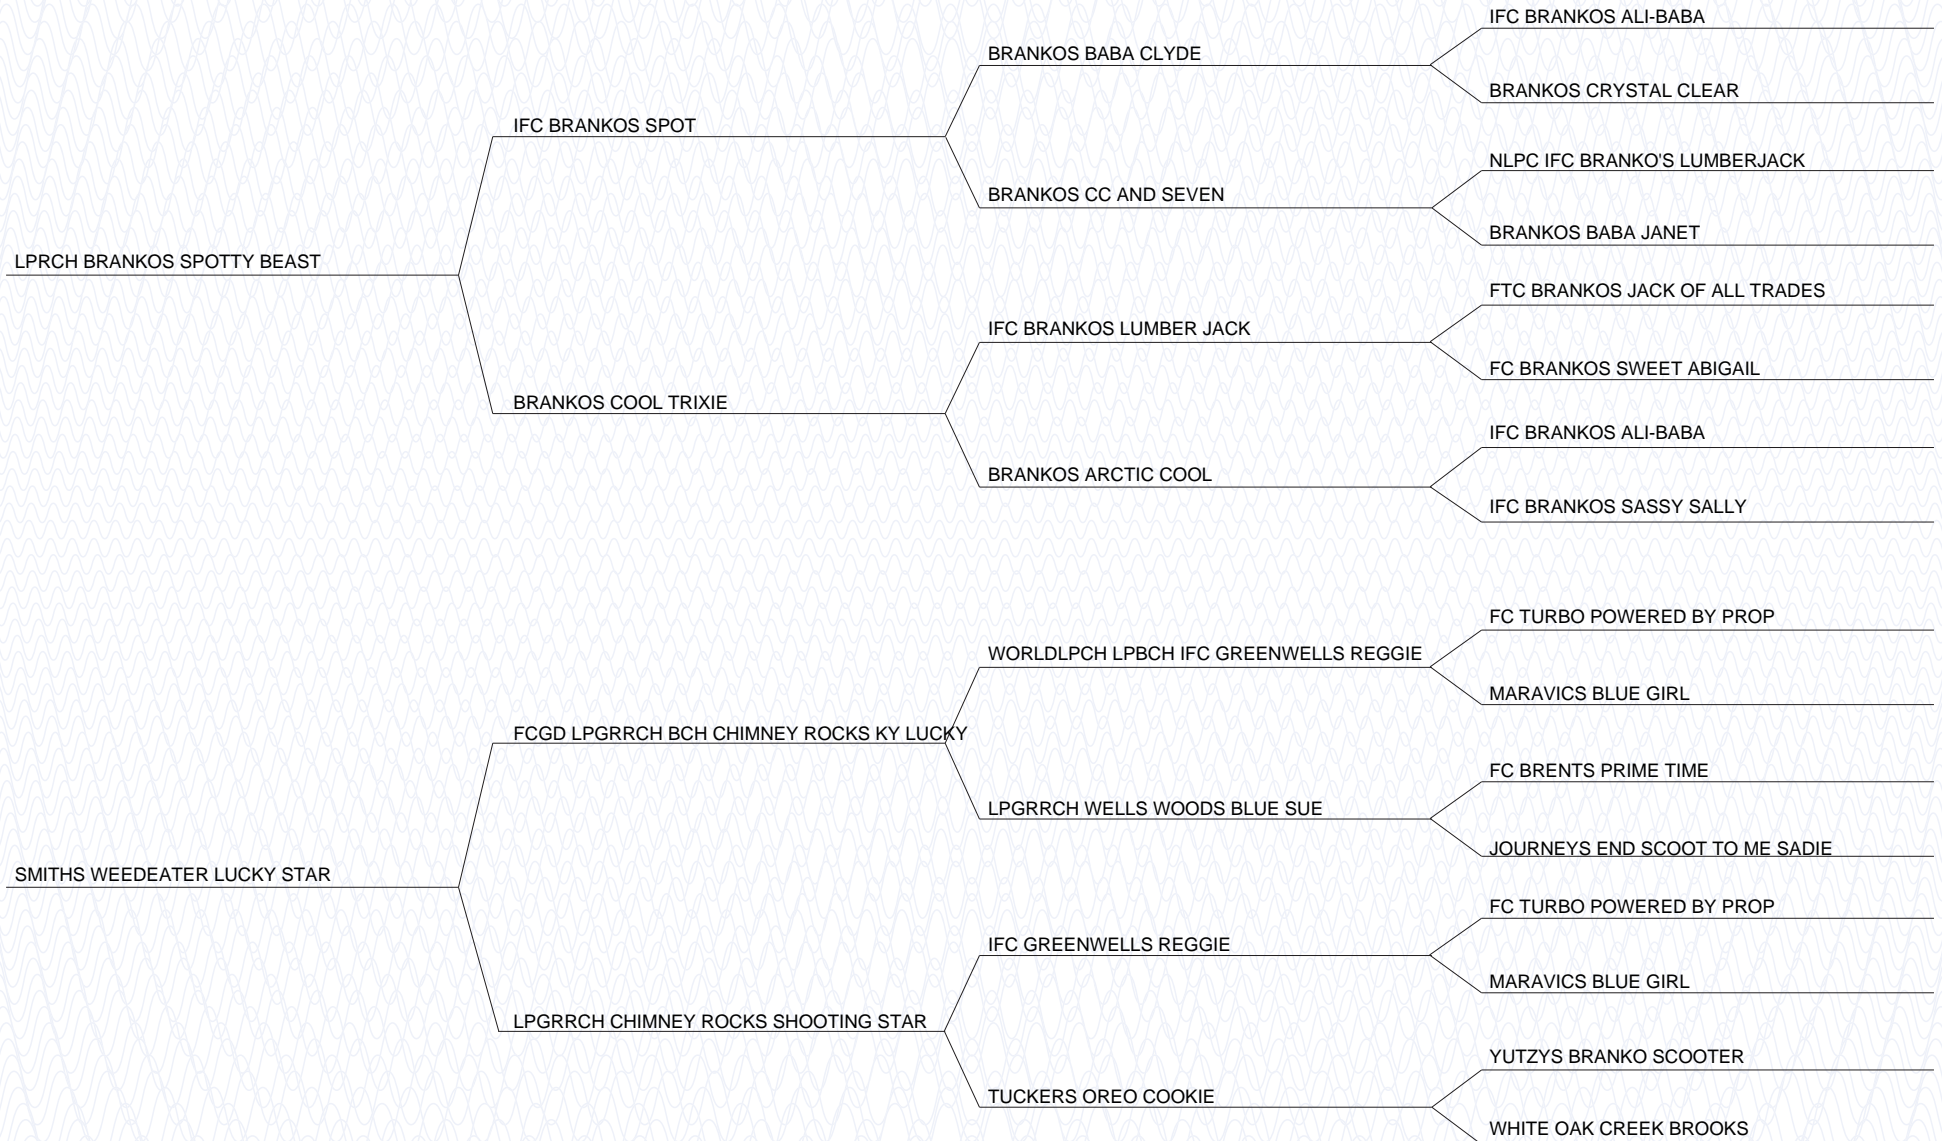 IFC BRANKOS ALI-BABA
BRANKOS BABA CLYDE
BRANKOS CRYSTAL CLEAR
IFC BRANKOS SPOT
NLPC IFC BRANKO'S LUMBERJACK
BRANKOS CC AND SEVEN
BRANKOS BABA JANET
LPRCH BRANKOS SPOTTY BEAST
FTC BRANKOS JACK OF ALL TRADES
IFC BRANKOS LUMBER JACK
FC BRANKOS SWEET ABIGAIL
BRANKOS COOL TRIXIE
IFC BRANKOS ALI-BABA
BRANKOS ARCTIC COOL
IFC BRANKOS SASSY SALLY
FC TURBO POWERED BY PROP
WORLDLPCH LPBCH IFC GREENWELLS REGGIE
MARAVICS BLUE GIRL
FCGD LPGRRCH BCH CHIMNEY ROCKS KY LUCKY
FC BRENTS PRIME TIME
LPGRRCH WELLS WOODS BLUE SUE
JOURNEYS END SCOOT TO ME SADIE
SMITHS WEEDEATER LUCKY STAR
FC TURBO POWERED BY PROP
IFC GREENWELLS REGGIE
MARAVICS BLUE GIRL
LPGRRCH CHIMNEY ROCKS SHOOTING STAR
YUTZYS BRANKO SCOOTER
TUCKERS OREO COOKIE
WHITE OAK CREEK BROOKS